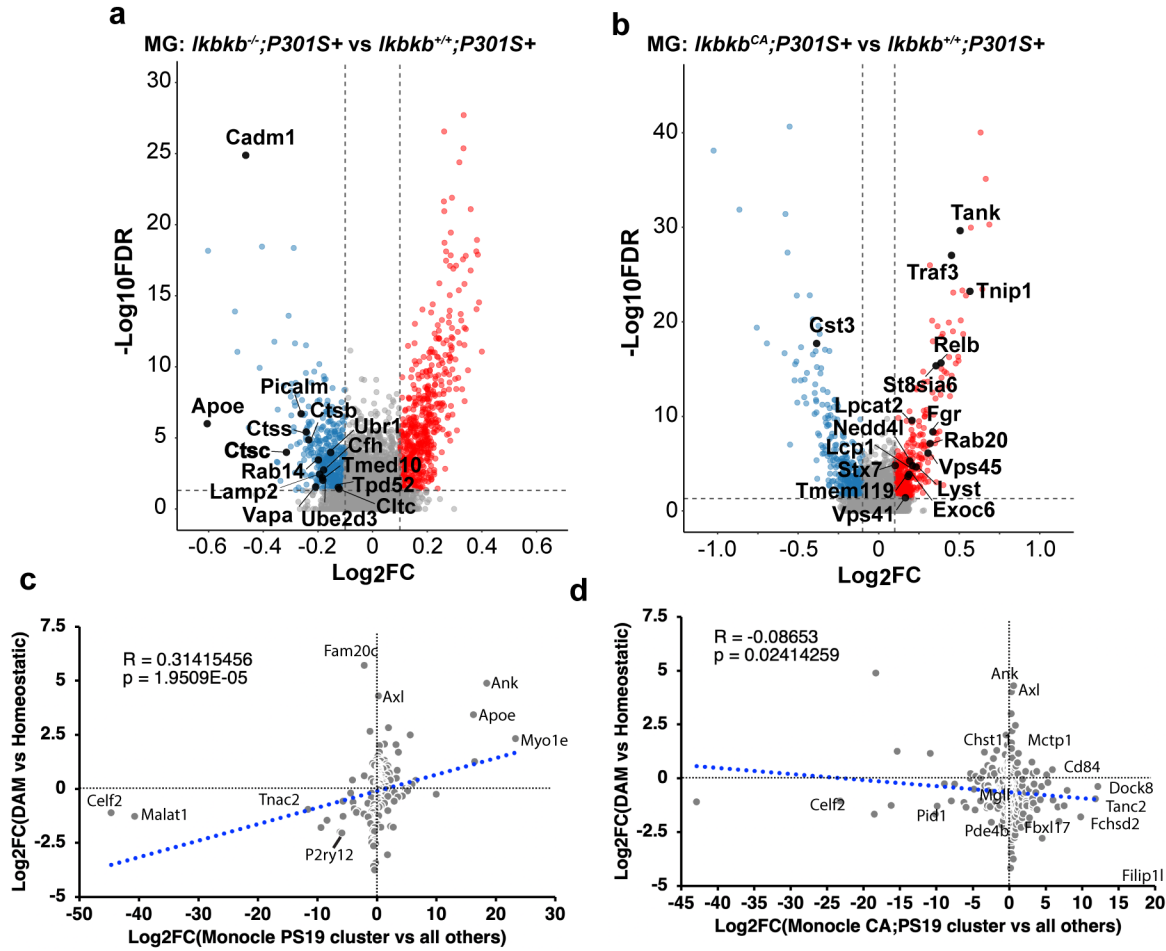 a
MG: Ikbkb-/-;P301S+ vs Ikbkb+/+;P301S+
-Log10FDR
30
25
20
15
10
5
0
Cadm1
Picalm
Apoe
Ctsb
Ctss
Ubr1
Ctsc
Cfh
Rab14
Tmed10
Lamp2
Tpd52
Vapa
Ube2d3
Cltc
-0.6
-0.4
-0.2
0
0.2
0.4
0.6
Log2FC
b
MG: IkbkbCA;P301S+ vs Ikbkb+/+;P301S+
-Log10FDR
40
30
20
10
0
Tank
Traf3
Tnip1
Cst3
Relb
St8sia6
Lpcat2
Fgr
Nedd4l
Rab20
Lcp1
Vps45
Stx7
Lyst
Tmem119
Exoc6
Vps41
-1.0
-0.5
0
0.5
1.0
Log2FC
c
Log2FC(DAM vs Homeostatic)
7.5
5
2.5
0
-2.5
-5
R = 0.31415456
p = 1.9509E-05
Fam20c
Axl
Ank
Apoe
Myo1e
Celf2
Malat1
Tnac2
P2ry12
-50
-40
-30
-20
-10
0
10
20
30
Log2FC(Monocle PS19 cluster vs all others)
d
Log2FC(DAM vs Homeostatic)
7.5
5
2.5
0
-2.5
-5
R = -0.08653
p = 0.02414259
Ank
Axl
Chst11
Mctp1
Cd84
Mgll
Dock8
Celf2
Pid1
Tanc2
Pde4b
Fbxl17
Fchsd2
Filip1l
-45
-35
-25
-15
-5
0
5
10
15
20
Log2FC(Monocle CA;PS19 cluster vs all others)